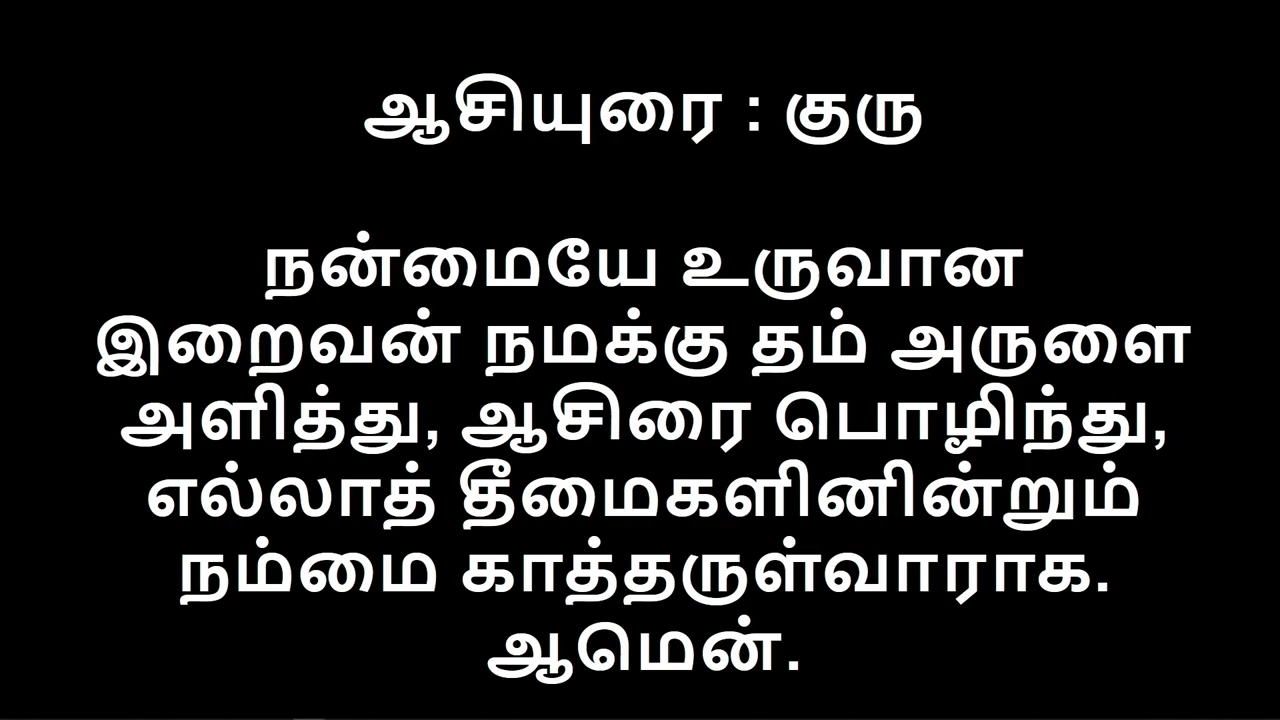 ஆசியுரை : குரு
நன்மையே உருவான
இறைவன் நமக்கு தம் அருளை
அளித்து, ஆசிரை பொழிந்து,
எல்லாத் தீமைகளினின்றும்
நம்மை காத்தருள்வாராக.
ஆமென்.